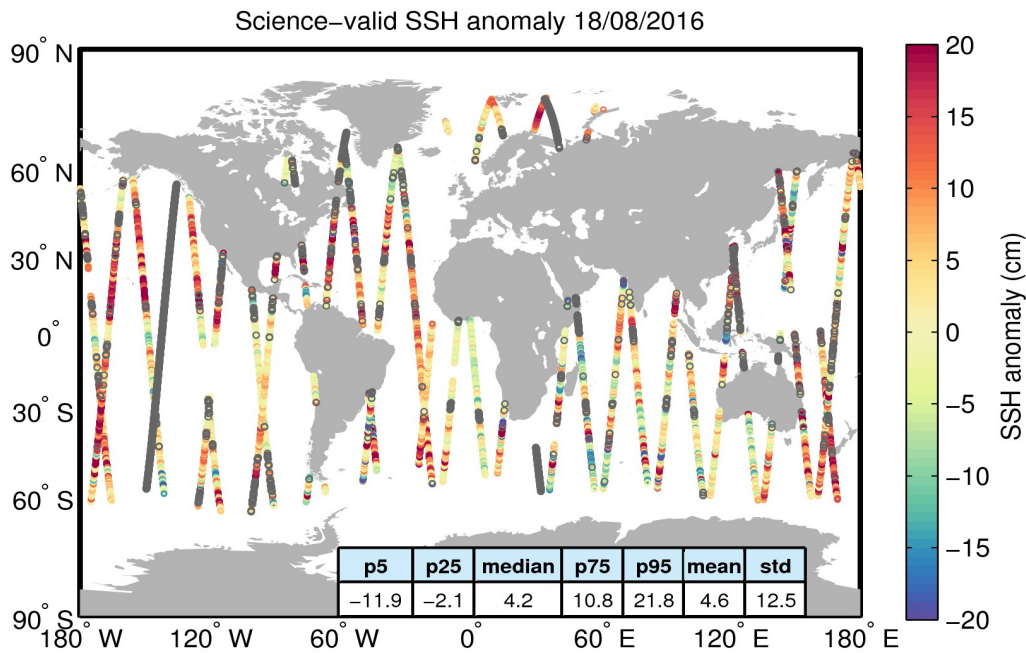 Science−valid SSH anomaly 18/08/2016
90° N
60° N
30° N
0°
30° S
60° S
90° S
180° W
120° W
60° W
0°
60° E
120° E
180° E
p5 p25 median p75 p95 mean std
−11.9 −2.1 4.2 10.8 21.8 4.6 12.5
20
15
10
5
0
−5
−10
−15
−20
SSH anomaly (cm)